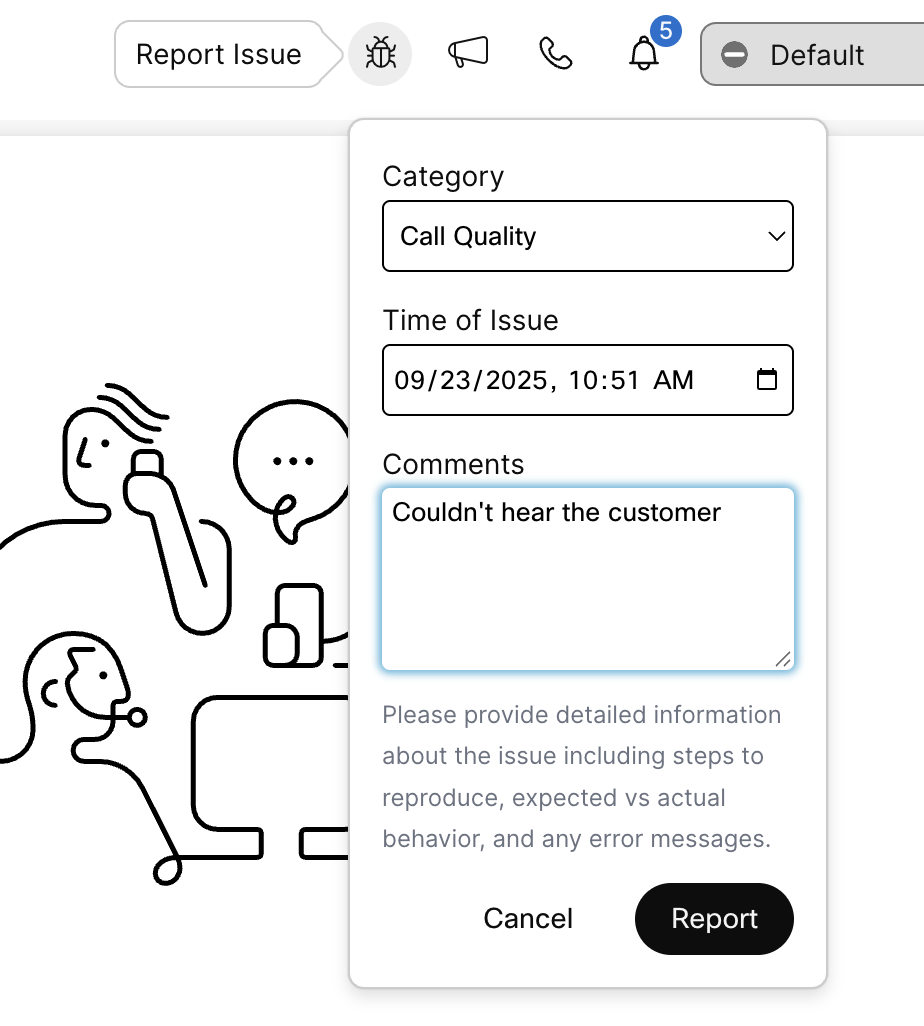 Report Issue
5
Default
Category
Call Quality
Time of Issue
09/23/2025, 10:51 AM
Comments
Couldn't hear the customer
Please provide detailed information
about the issue including steps to
reproduce, expected vs actual
behavior, and any error messages.
Cancel
Report